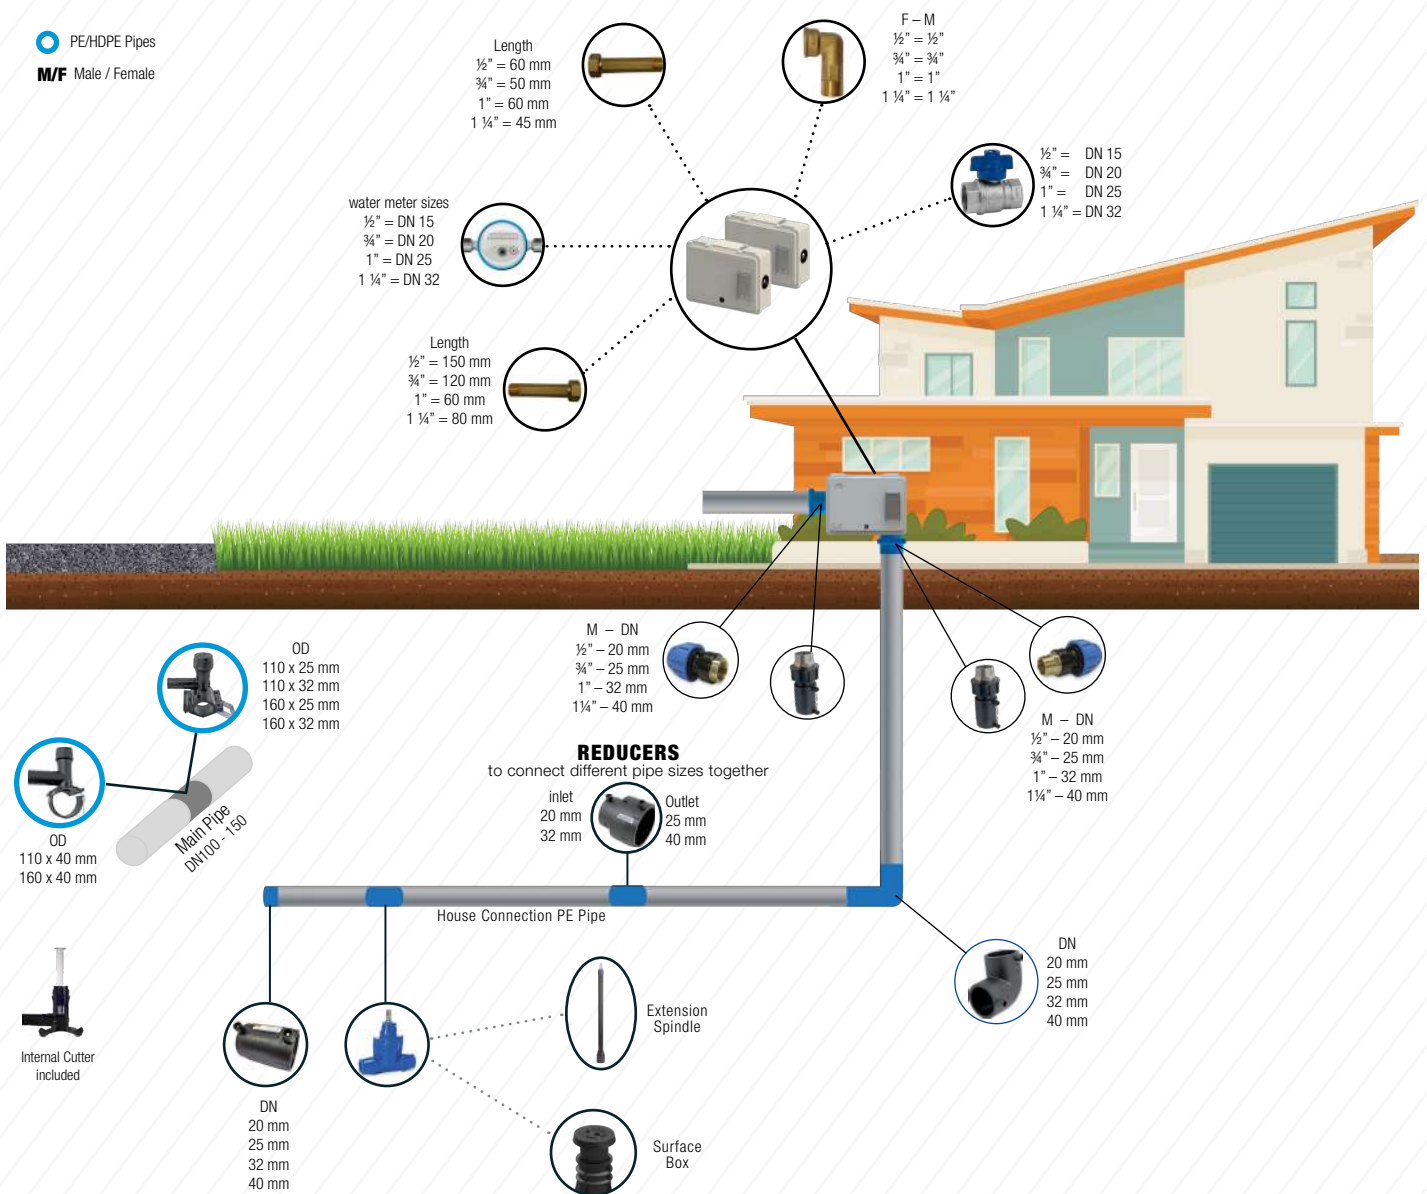 PE/HDPE Pipes
M/F Male / Female
Length
½” = 60 mm
¾” = 50 mm
1” = 60 mm
1 ¼” = 45 mm
F – M
½” = ½”
¾” = ¾”
1” = 1”
1 ¼” = 1 ¼”
½” = DN 15
¾” = DN 20
1” = DN 25
1 ¼” = DN 32
water meter sizes
½” = DN 15
¾” = DN 20
1” = DN 25
1 ¼” = DN 32
Length
½” = 150 mm
¾” = 120 mm
1” = 60 mm
1 ¼” = 80 mm
M – DN
½” – 20 mm
¾” – 25 mm
1” – 32 mm
1¼” – 40 mm
M – DN
½” – 20 mm
¾” – 25 mm
1” – 32 mm
1¼” – 40 mm
OD
110 x 25 mm
110 x 32 mm
160 x 25 mm
160 x 32 mm
OD
110 x 40 mm
160 x 40 mm
Main Pipe
DN100 - 150
REDUCERS
to connect different pipe sizes together
inlet
20 mm
32 mm
Outlet
25 mm
40 mm
House Connection PE Pipe
DN
20 mm
25 mm
32 mm
40 mm
Internal Cutter
included
Extension
Spindle
DN
20 mm
25 mm
32 mm
40 mm
Surface
Box